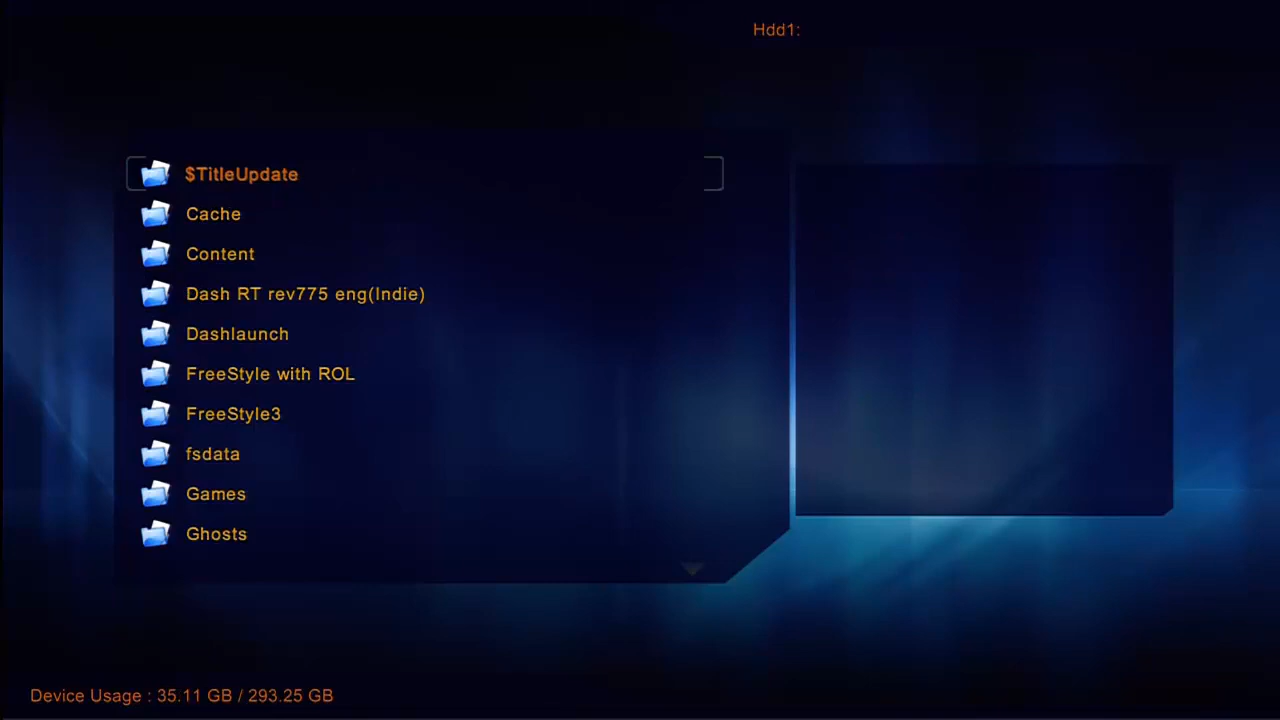 Hdd1:
$TitleUpdate
Cache
Content
Dash RT rev775 eng(Indie)
Dashlaunch
FreeStyle with ROL
FreeStyle3
fsdata
Games
Ghosts
Device Usage : 35.11 GB / 293.25 GB